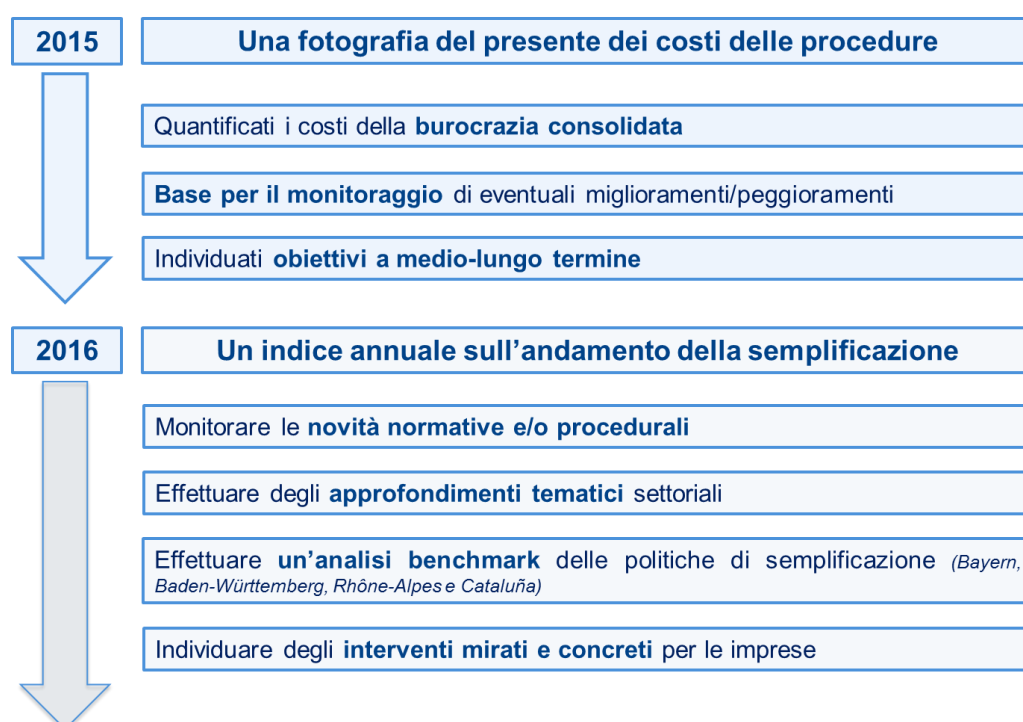 2015
Una fotografia del presente dei costi delle procedure
Quantificati i costi della burocrazia consolidata
Base per il monitoraggio di eventuali miglioramenti/peggioramenti
Individuati obiettivi a medio-lungo termine
2016
Un indice annuale sull’andamento della semplificazione
Monitorare le novità normative e/o procedurali
Effettuare degli approfondimenti tematici settoriali
Effettuare un’analisi benchmark delle politiche di semplificazione (Bayern,
Baden-Württemberg, Rhône-Alpes e Cataluña)
Individuare degli interventi mirati e concreti per le imprese